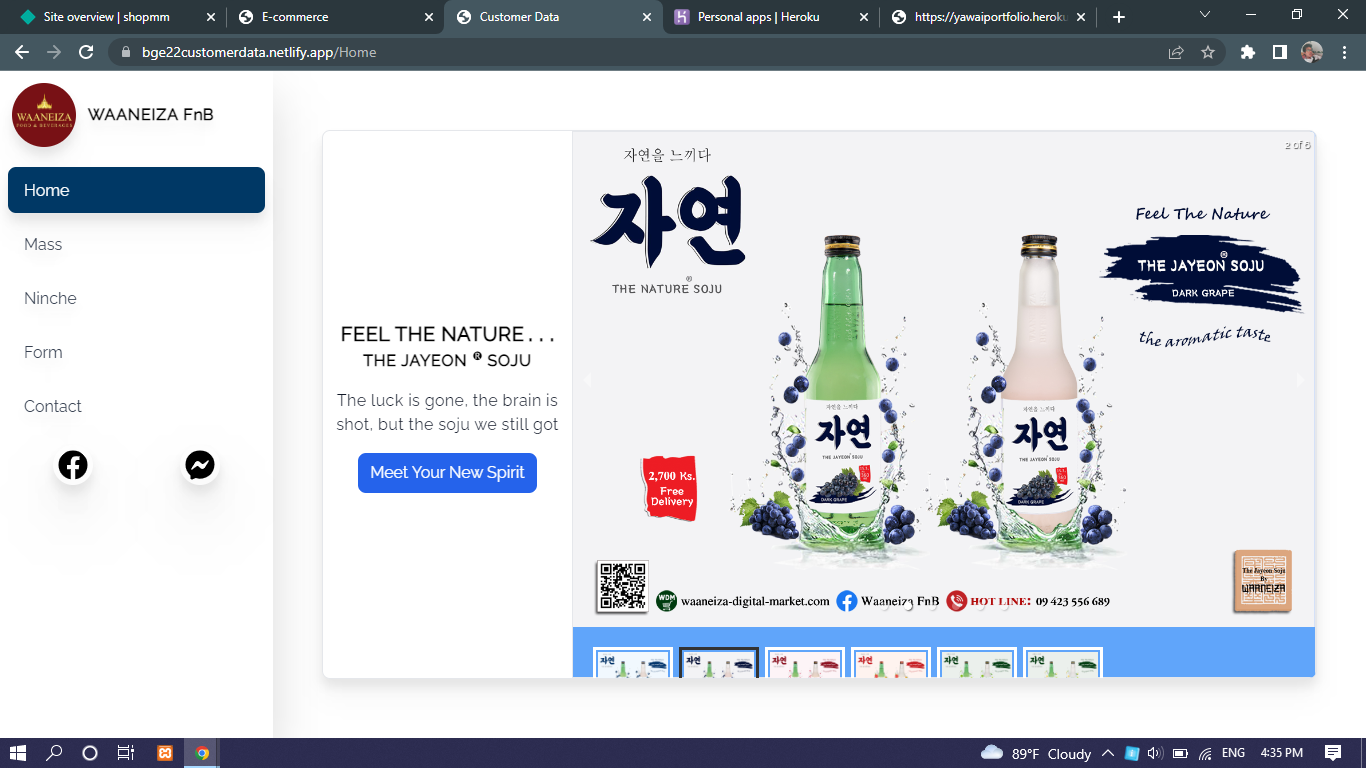 Site overview | shopmm
E-commerce
Customer Data
Personal apps | Heroku
https://yawaiportfolio.heroku
bge22customerdata.netlify.app/Home
WAANEIZA
FOOD & BEVERAGES
WAANEIZA FnB
Home
Mass
Ninche
Form
Contact
FEEL THE NATURE . . .
THE JAYEON ® SOJU
The luck is gone, the brain is
shot, but the soju we still got
Meet Your New Spirit
2 of 6
자연을 느끼다
자연
THE NATURE® SOJU
Feel The Nature
THE JAYEON® SOJU
DARK GRAPE
the aromatic taste
자연을 느끼다
자연
THE JAYEON® SOJU
DARK GRAPE
자연을 느끼다
자연
THE JAYEON® SOJU
DARK GRAPE
2,700 Ks.
Free
Delivery
WDM
waaneiza-digital-market.com
Waaneiza FnB
HOT LINE: 09 423 556 689
The Jayeon Soju
By
WAANEIZA
자연
자연
자연
자연
자연
자연
89°F Cloudy
ENG
4:35 PM